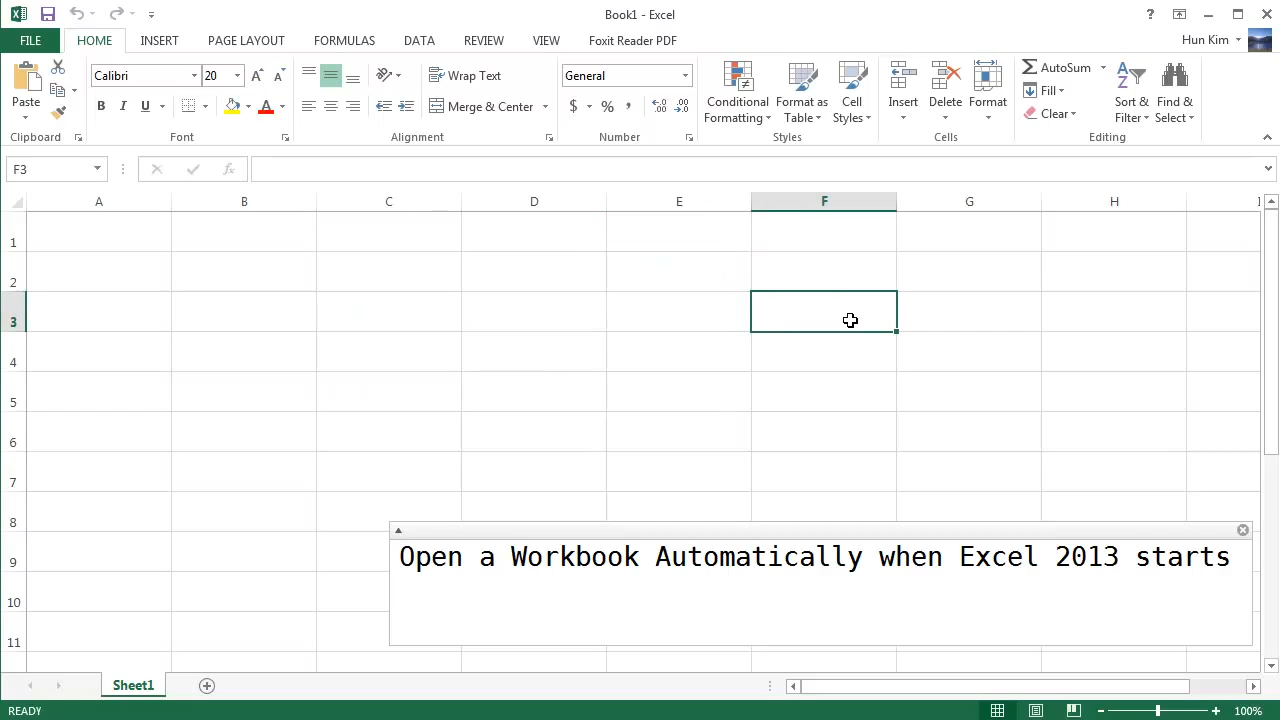 Book1 - Excel
?
FILE HOME INSERT PAGE LAYOUT FORMULAS DATA REVIEW VIEW Foxit Reader PDF Hun Kim
Calibri 20 A A Wrap Text General AutoSum
Paste B I U A Merge & Center $ % , .00 .00 Conditional Formatting Format as Table Cell Styles Insert Delete Format Fill Clear Sort & Filter Find & Select
Clipboard Font Alignment Number Styles Cells Editing
F3 fx
A B C D E F G H I
1
2
3
4
5
6
7
8
9
10
11
Open a Workbook Automatically when Excel 2013 starts
Sheet1
READY 100%